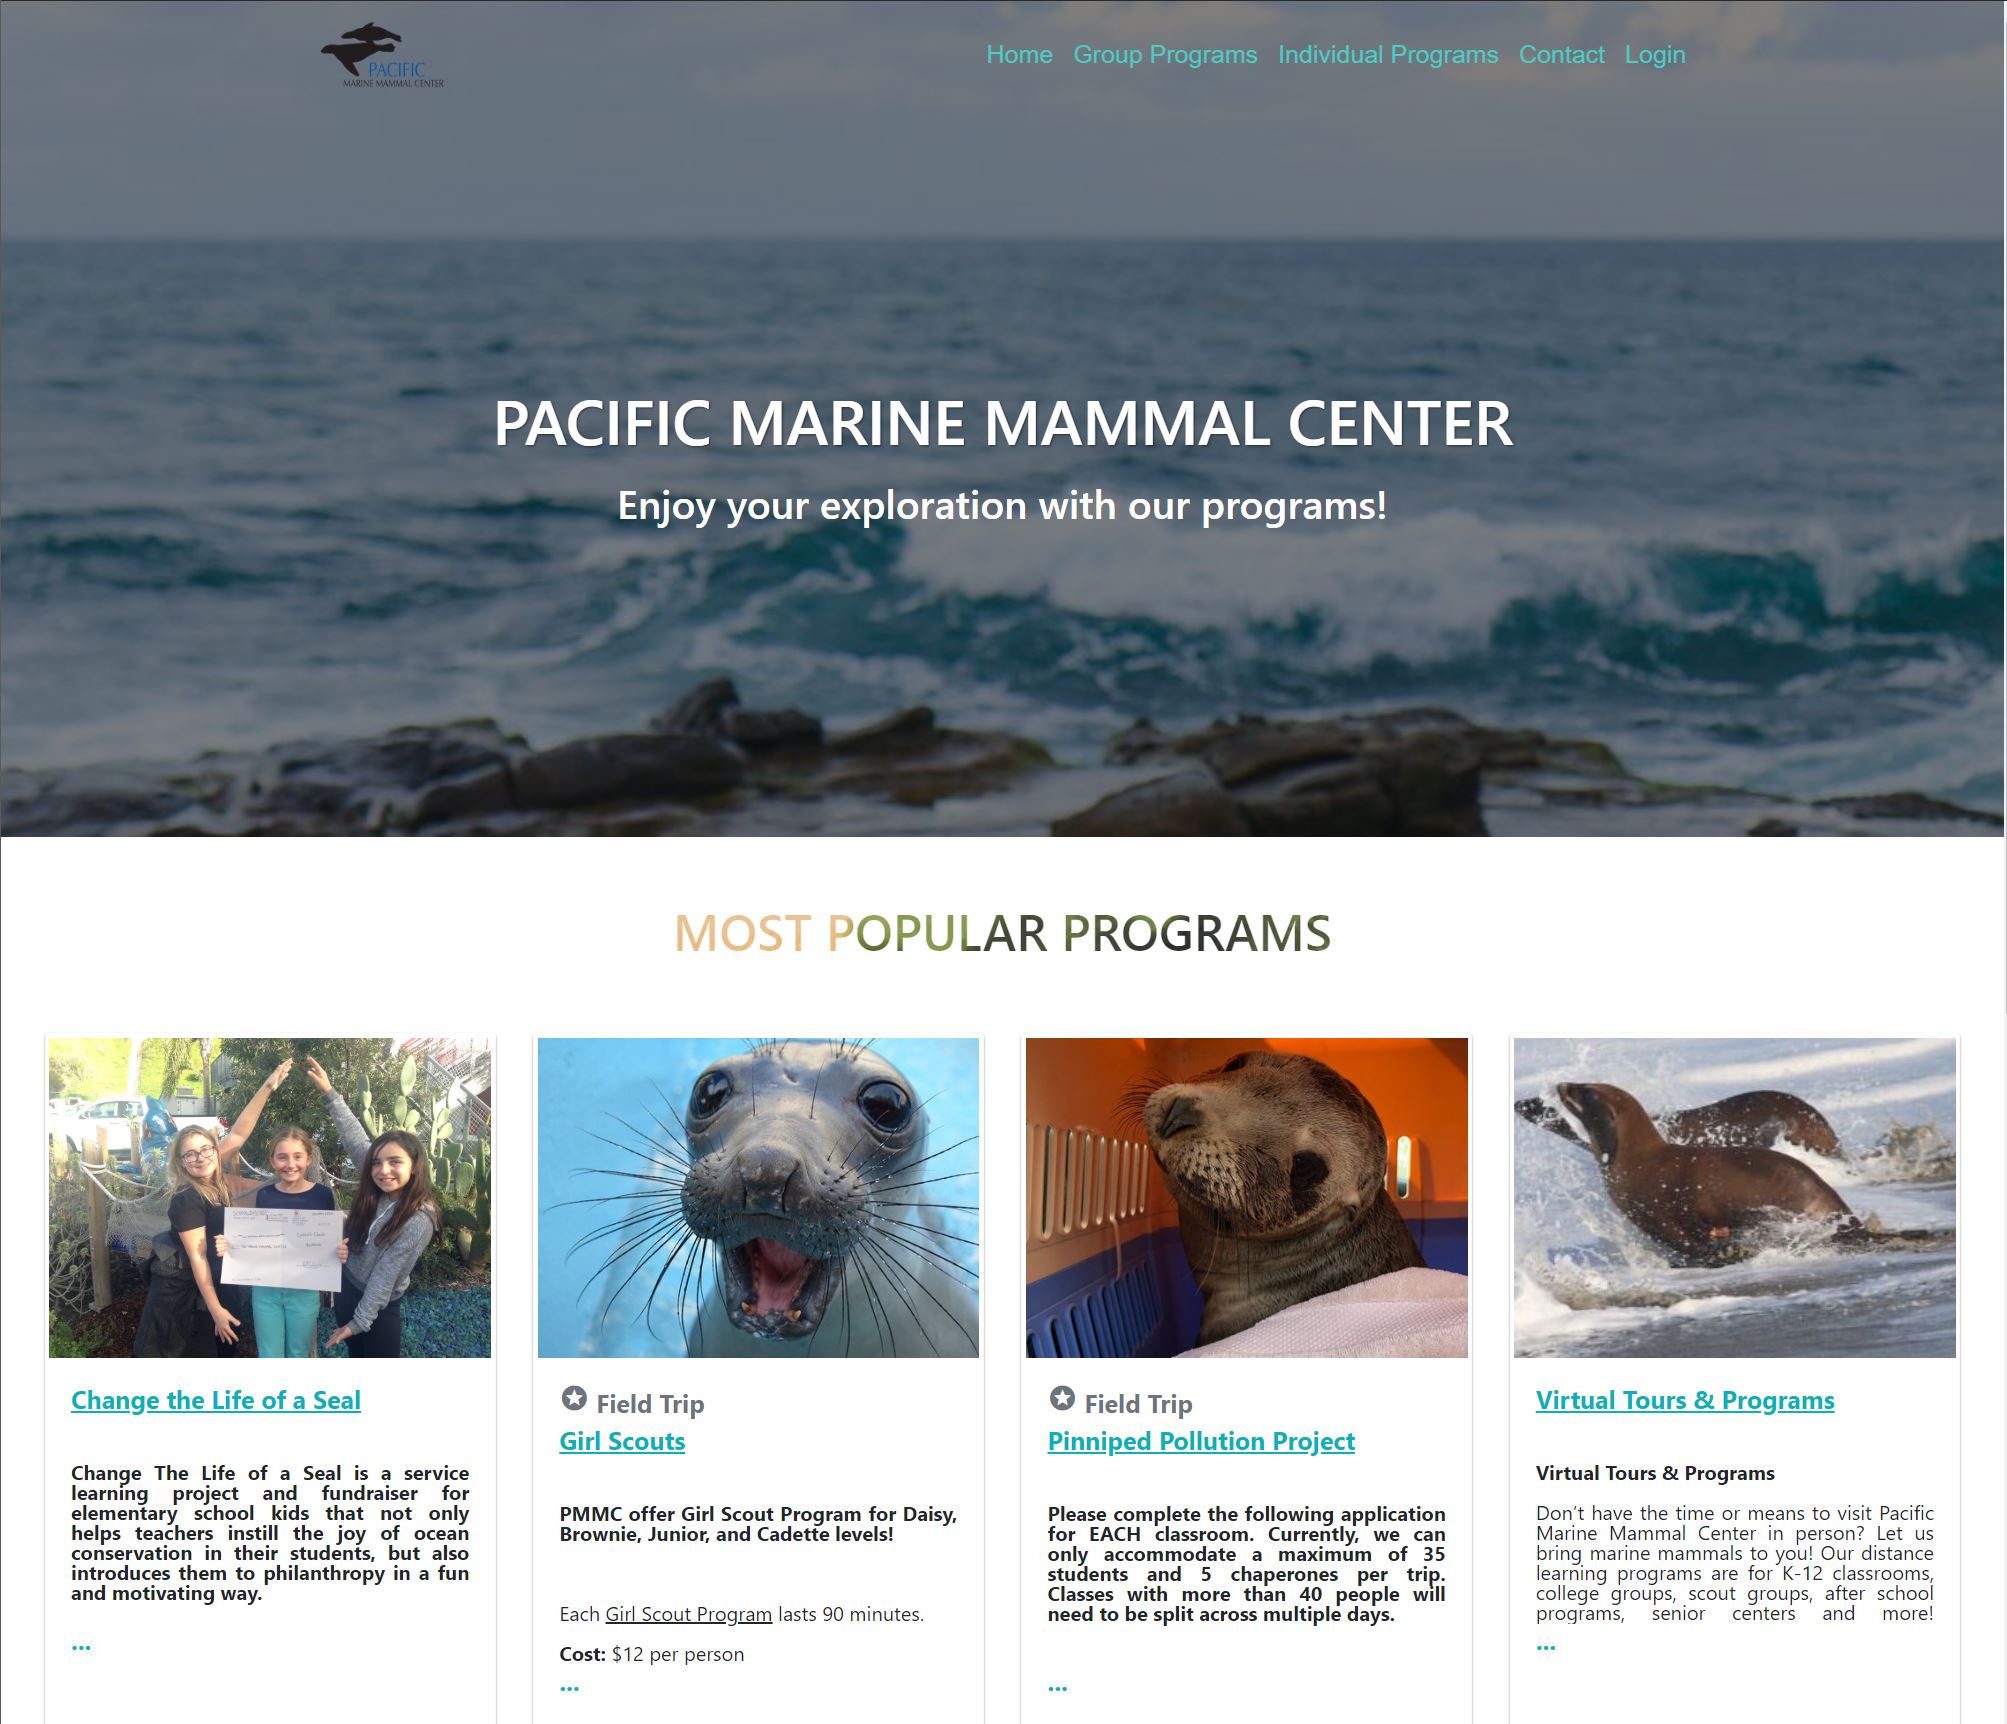 PACIFIC
MARINE MAMMAL CENTER
Home Group Programs Individual Programs Contact Login
PACIFIC MARINE MAMMAL CENTER
Enjoy your exploration with our programs!
MOST POPULAR PROGRAMS
Change the Life of a Seal
Change The Life of a Seal is a service
learning project and fundraiser for
elementary school kids that not only
helps teachers instill the joy of ocean
conservation in their students, but also
introduces them to philanthropy in a fun
and motivating way.
...
Field Trip
Girl Scouts
PMMC offer Girl Scout Program for Daisy,
Brownie, Junior, and Cadette levels!
Each Girl Scout Program lasts 90 minutes.
Cost: $12 per person
...
Field Trip
Pinniped Pollution Project
Please complete the following application
for EACH classroom. Currently, we can
only accommodate a maximum of 35
students and 5 chaperones per trip.
Classes with more than 40 people will
need to be split across multiple days.
...
Virtual Tours & Programs
Virtual Tours & Programs
Don't have the time or means to visit Pacific
Marine Mammal Center in person? Let us
bring marine mammals to you! Our distance
learning programs are for K-12 classrooms,
college groups, scout groups, after school
programs, senior centers and more!
...